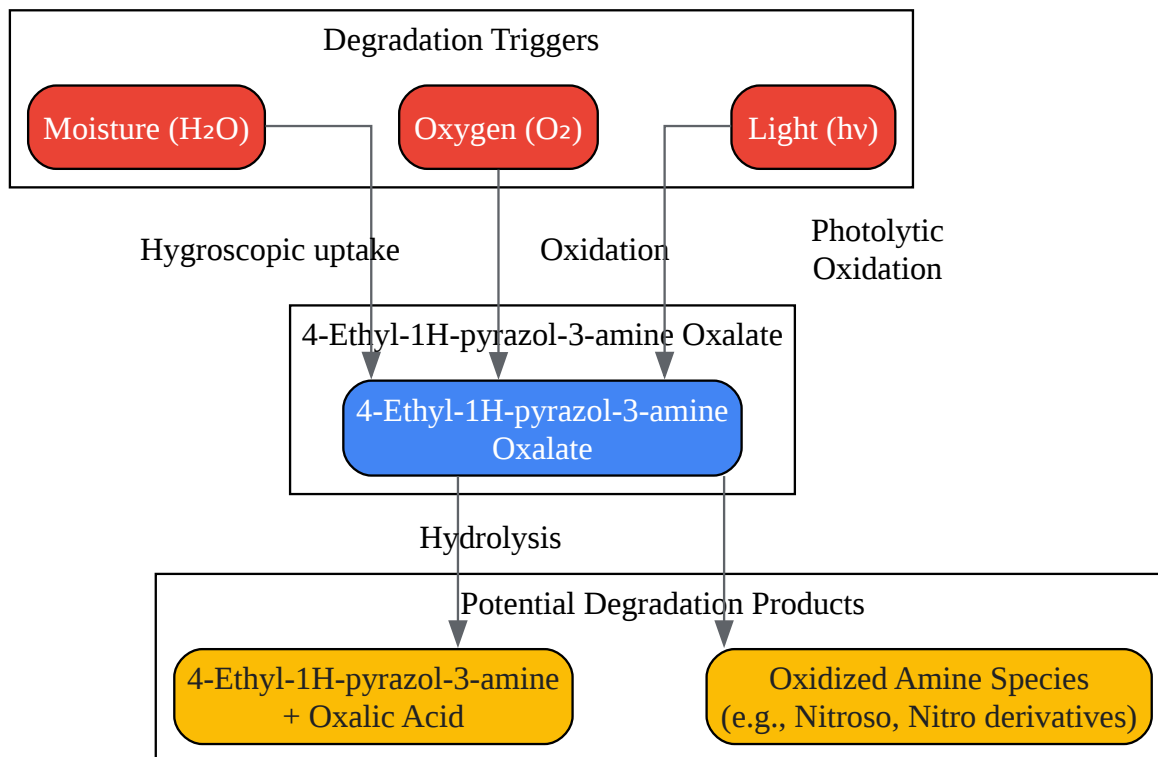 Degradation Triggers
Moisture (H₂O)
Oxygen (O₂)
Light (hν)
Hygroscopic uptake
Oxidation
Photolytic
Oxidation
4-Ethyl-1H-pyrazol-3-amine Oxalate
4-Ethyl-1H-pyrazol-3-amine
Oxalate
Hydrolysis
Potential Degradation Products
4-Ethyl-1H-pyrazol-3-amine
+ Oxalic Acid
Oxidized Amine Species
(e.g., Nitroso, Nitro derivatives)